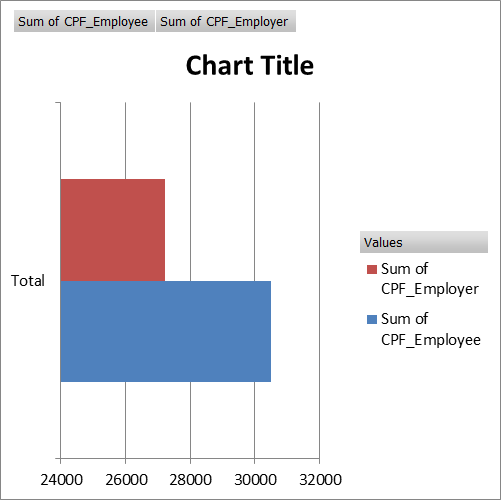 Sum of CPF_Employee Sum of CPF_Employer
Chart Title
Total
24000 26000 28000 30000 32000
Values
Sum of
CPF_Employer
Sum of
CPF_Employee